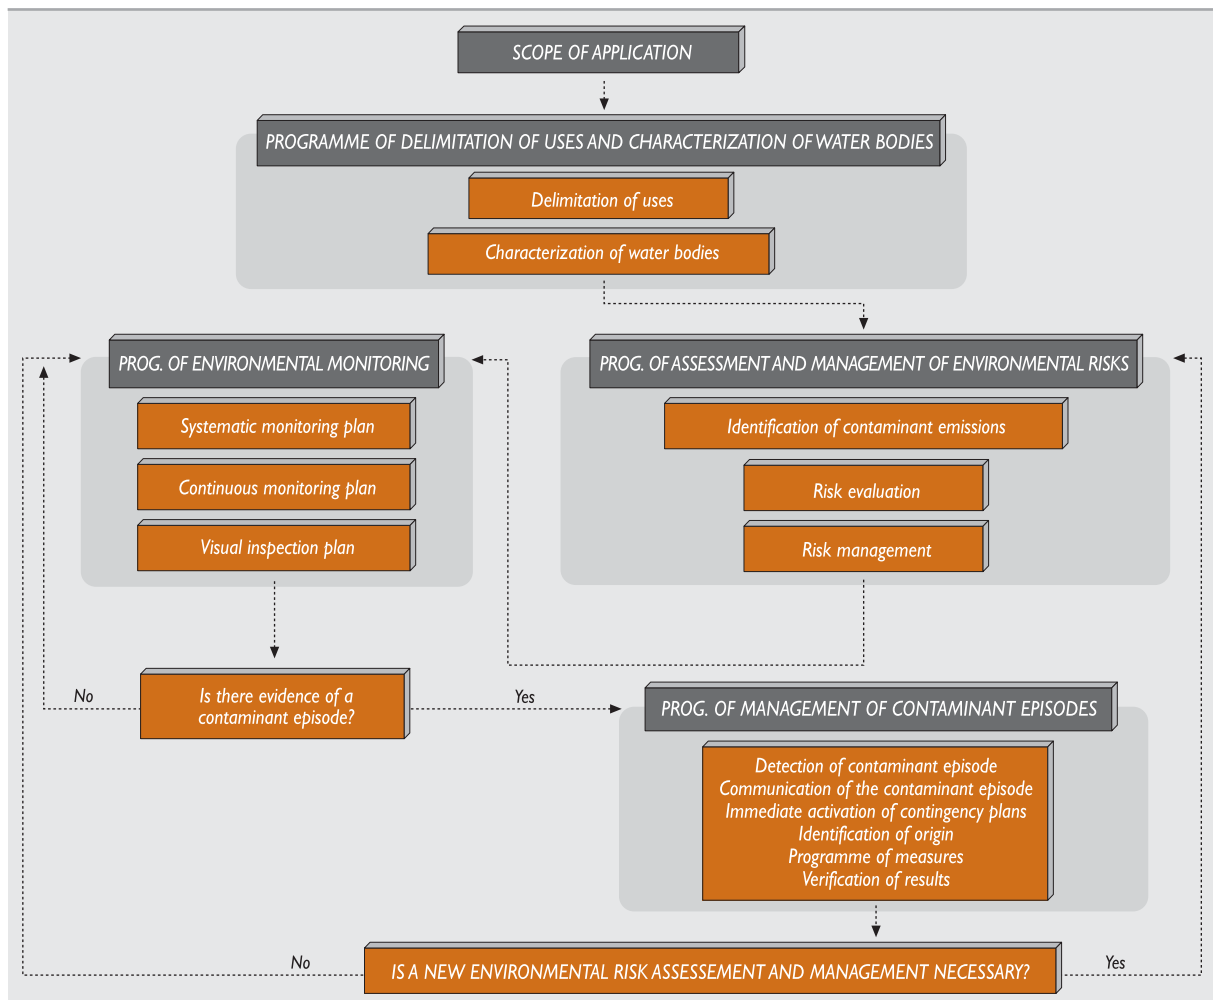 SCOPE OF APPLICATION
PROGRAMME OF DELIMITATION OF USES AND CHARACTERIZATION OF WATER BODIES
Delimitation of uses
Characterization of water bodies
PROG. OF ENVIRONMENTAL MONITORING
Systematic monitoring plan
Continuous monitoring plan
Visual inspection plan
PROG. OF ASSESSMENT AND MANAGEMENT OF ENVIRONMENTAL RISKS
Identification of contaminant emissions
Risk evaluation
Risk management
No
Is there evidence of a
contaminant episode?
Yes
PROG. OF MANAGEMENT OF CONTAMINANT EPISODES
Detection of contaminant episode
Communication of the contaminant episode
Immediate activation of contingency plans
Identification of origin
Programme of measures
Verification of results
No
IS A NEW ENVIRONMENTAL RISK ASSESSEMENT AND MANAGEMENT NECESSARY?
Yes